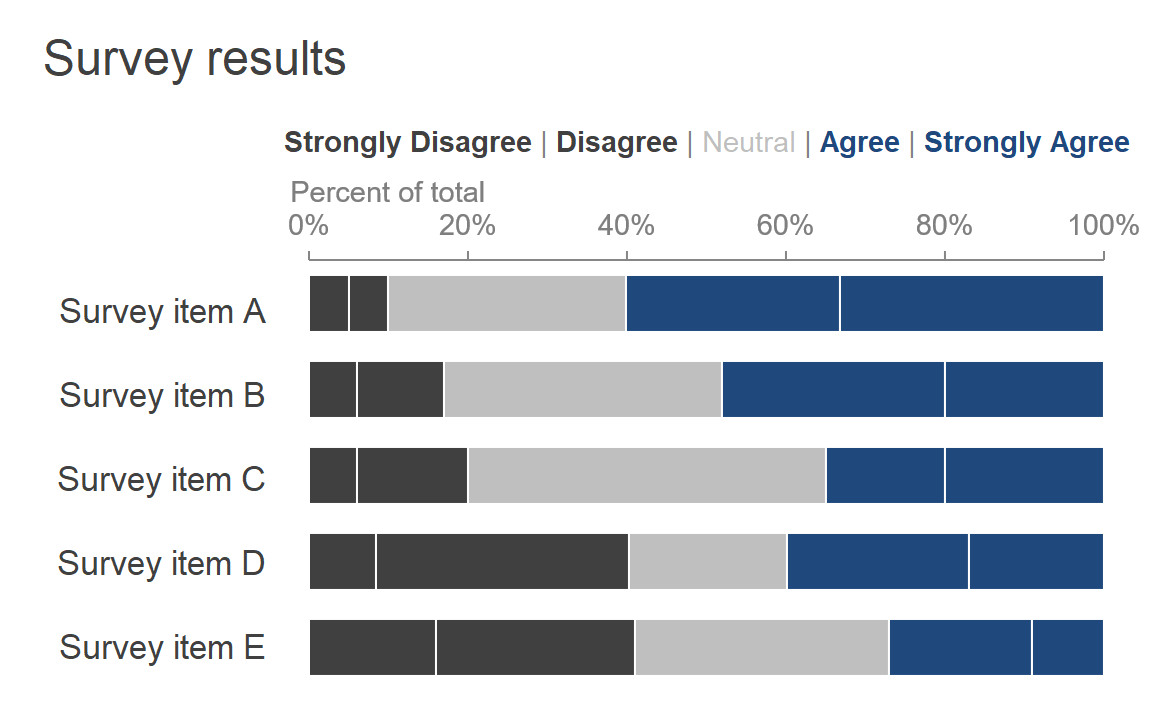 Survey results
Strongly Disagree | Disagree | Neutral | Agree | Strongly Agree
Percent of total
0% 20% 40% 60% 80% 100%
Survey item A
Survey item B
Survey item C
Survey item D
Survey item E